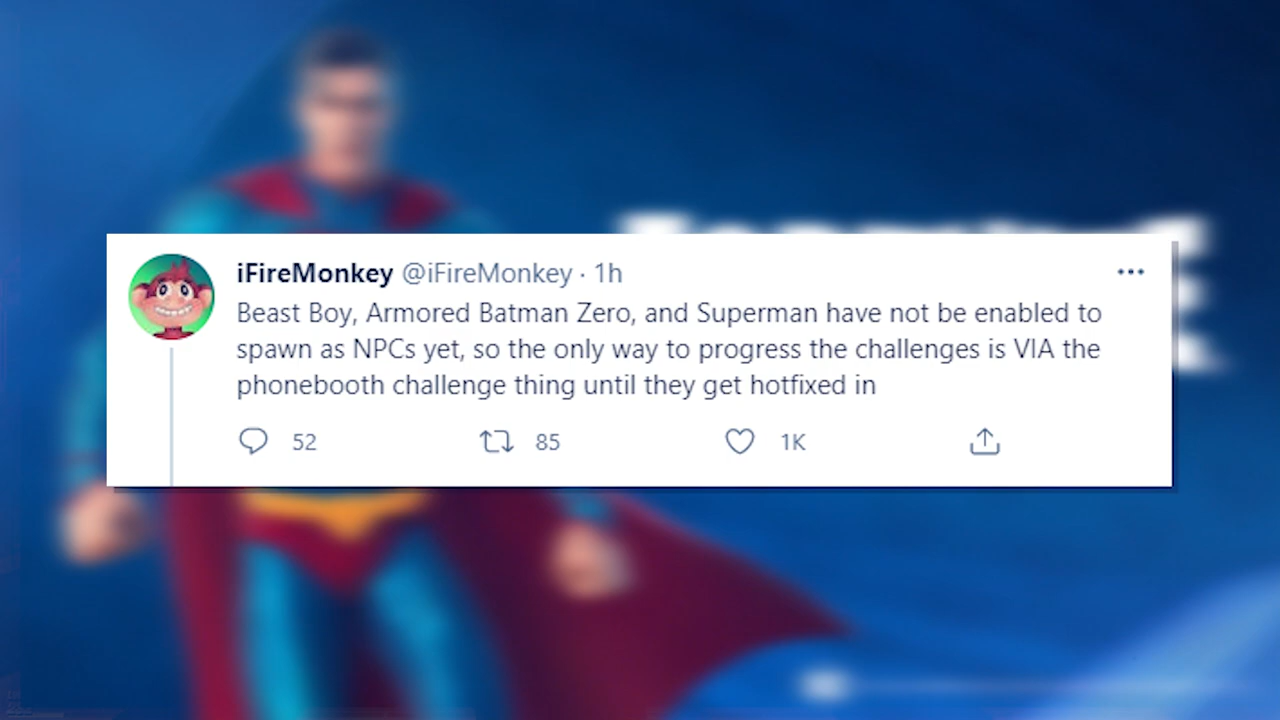 iFireMonkey @iFireMonkey · 1h
Beast Boy, Armored Batman Zero, and Superman have not be enabled to
spawn as NPCs yet, so the only way to progress the challenges is VIA the
phonebooth challenge thing until they get hotfixed in
52 85 1K